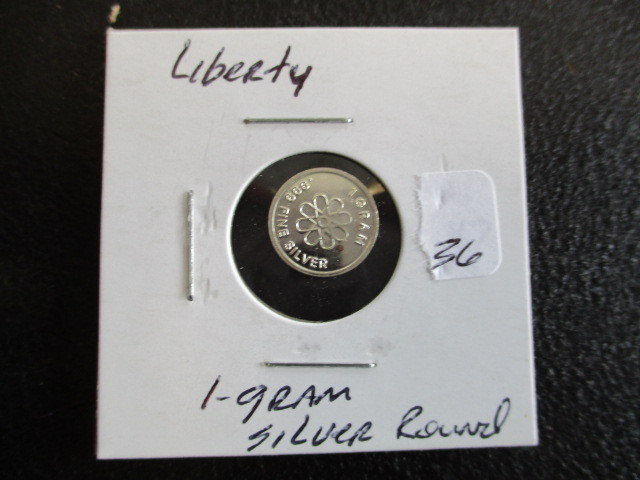 Liberty
1 GRAM
.999 FINE SILVER
36
1-gRAM
SILVER Round